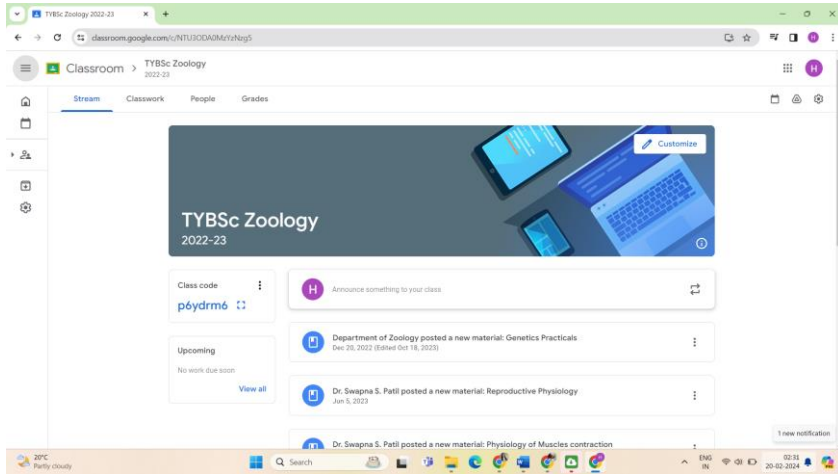 TYBSc Zoology 2022-23
classroom.google.com/c/NTU3ODA0MzYzNzg5
H
Classroom > TYBSc Zoology
2022-23
H
Stream Classwork People Grades
Customize
TYBSc Zoology
2022-23
Class code
p6ydrm6
H Announce something to your class
Upcoming
No work due soon
View all
Department of Zoology posted a new material: Genetics Practicals
Dec 20, 2022 (Edited Oct 18, 2023)
Dr. Swapna S. Patil posted a new material: Reproductive Physiology
Jun 5, 2023
Dr. Swapna S. Patil posted a new material: Physiology of Muscles contraction
1 new notification
20°C
Partly cloudy
Search
ENG
IN
02:31
20-02-2024